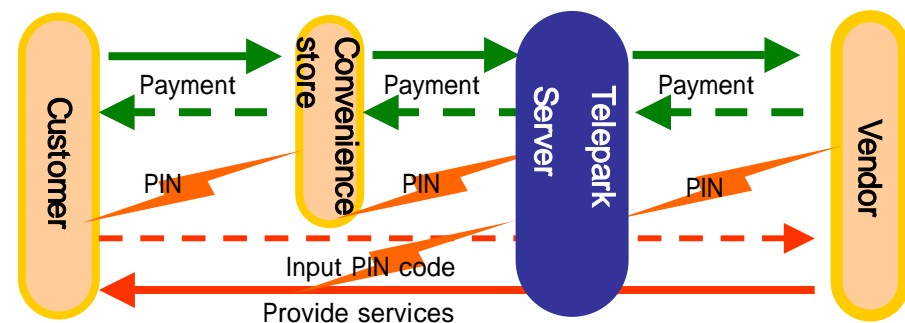 Customer
Convenience
store
Telepark
Server
Vendor
Payment
Payment
Payment
PIN
PIN
PIN
Input PIN code
Provide services